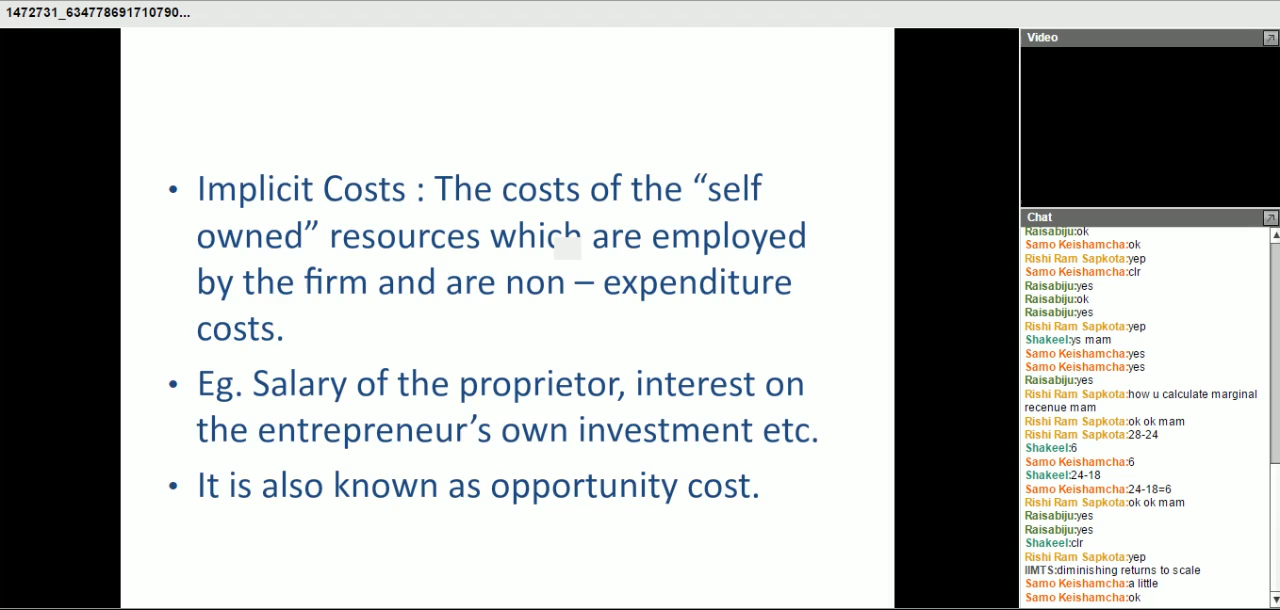 1472731_634778691710790...
• Implicit Costs : The costs of the “self
owned” resources which are employed
by the firm and are non – expenditure
costs.
• Eg. Salary of the proprietor, interest on
the entrepreneur’s own investment etc.
• It is also known as opportunity cost.
Video
Chat
Raisabiju:ok
Samo Keishamcha:ok
Rishi Ram Sapkota:yep
Samo Keishamcha:clr
Raisabiju:yes
Raisabiju:ok
Raisabiju:yes
Rishi Ram Sapkota:yep
Shakeel:ys mam
Samo Keishamcha:yes
Samo Keishamcha:yes
Raisabiju:yes
Rishi Ram Sapkota:how u calculate marginal
recenue mam
Rishi Ram Sapkota:ok ok mam
Rishi Ram Sapkota:28-24
Shakeel:6
Samo Keishamcha:6
Shakeel:24-18
Samo Keishamcha:24-18=6
Rishi Ram Sapkota:ok ok mam
Raisabiju:yes
Raisabiju:yes
Shakeel:clr
Rishi Ram Sapkota:yep
IIMTS:diminishing returns to scale
Samo Keishamcha:a little
Samo Keishamcha:ok